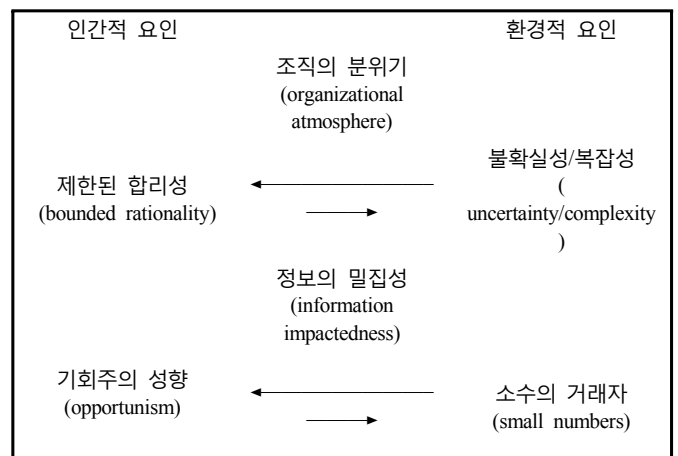 인간적 요인
환경적 요인
조직의 분위기
(organizational
atmosphere)
불확실성/복잡성
(
uncertainty/complexity
)
제한된 합리성
(bounded rationality)
정보의 밀집성
(information
impactedness)
기회주의 성향
(opportunism)
소수의 거래자
(small numbers)